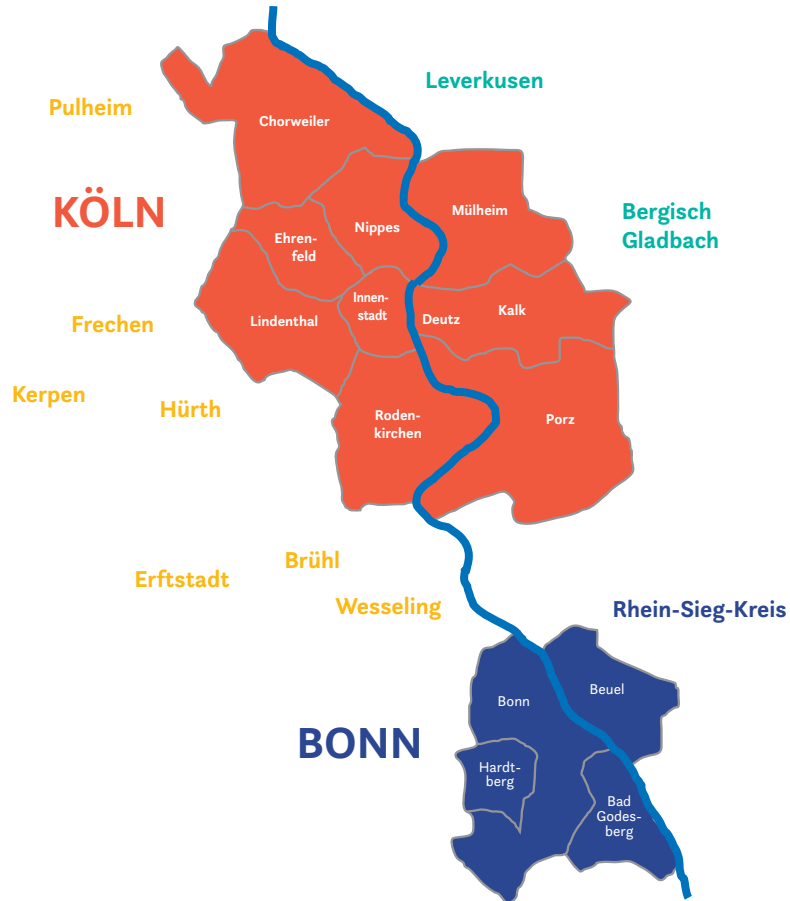 Leverkusen
Pulheim
Chorweiler
KÖLN
Nippes
Mülheim
Bergisch
Gladbach
Ehren-
feld
Innen-
stadt
Lindenthal
Deutz
Kalk
Frechen
Kerpen
Hürth
Roden-
kirchen
Porz
Brühl
Erftstadt
Wesseling
Rhein-Sieg-Kreis
Bonn
Beuel
BONN
Hardt-
berg
Bad
Godes-
berg